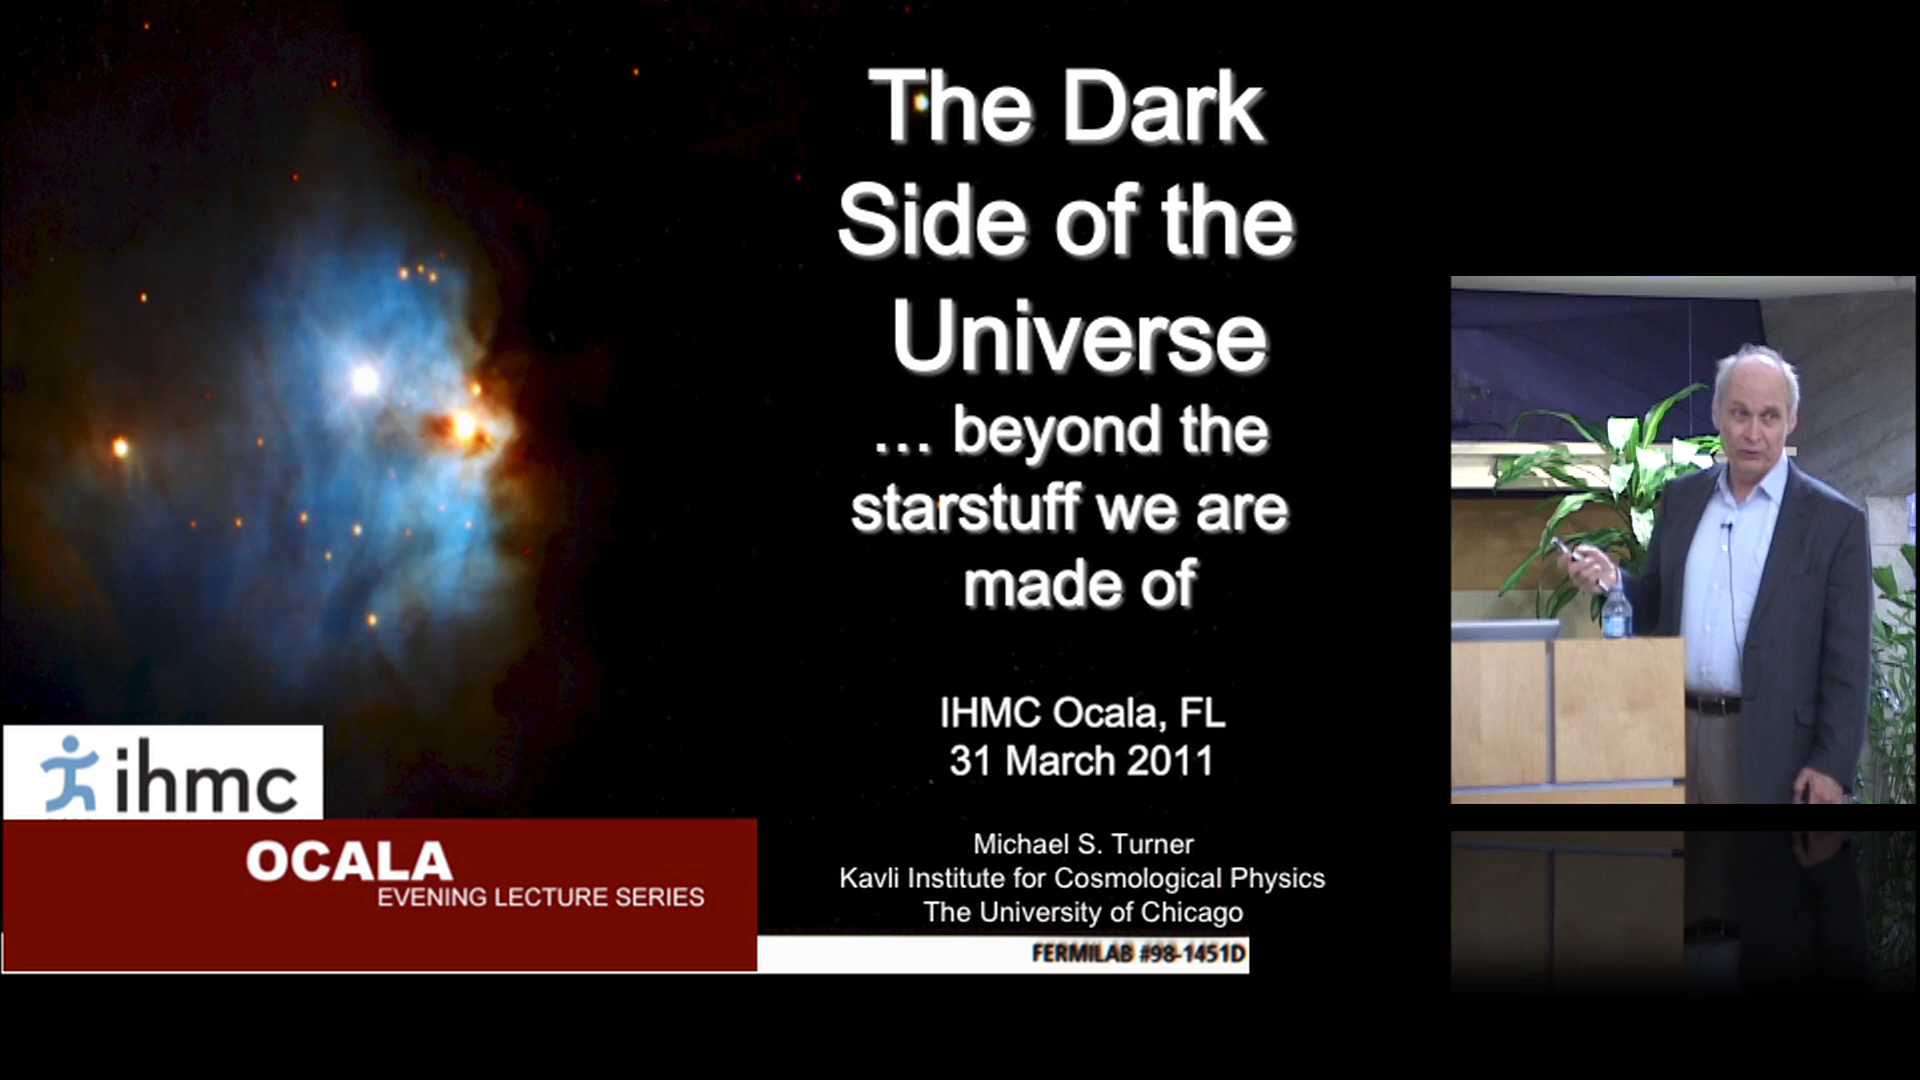 The Dark
Side of the
Universe
... beyond the
starstuff we are
made of
IHMC Ocala, FL
31 March 2011
Michael S. Turner
Kavli Institute for Cosmological Physics
The University of Chicago
FERMILAB #98-1451D
ihmc
OCALA
EVENING LECTURE SERIES